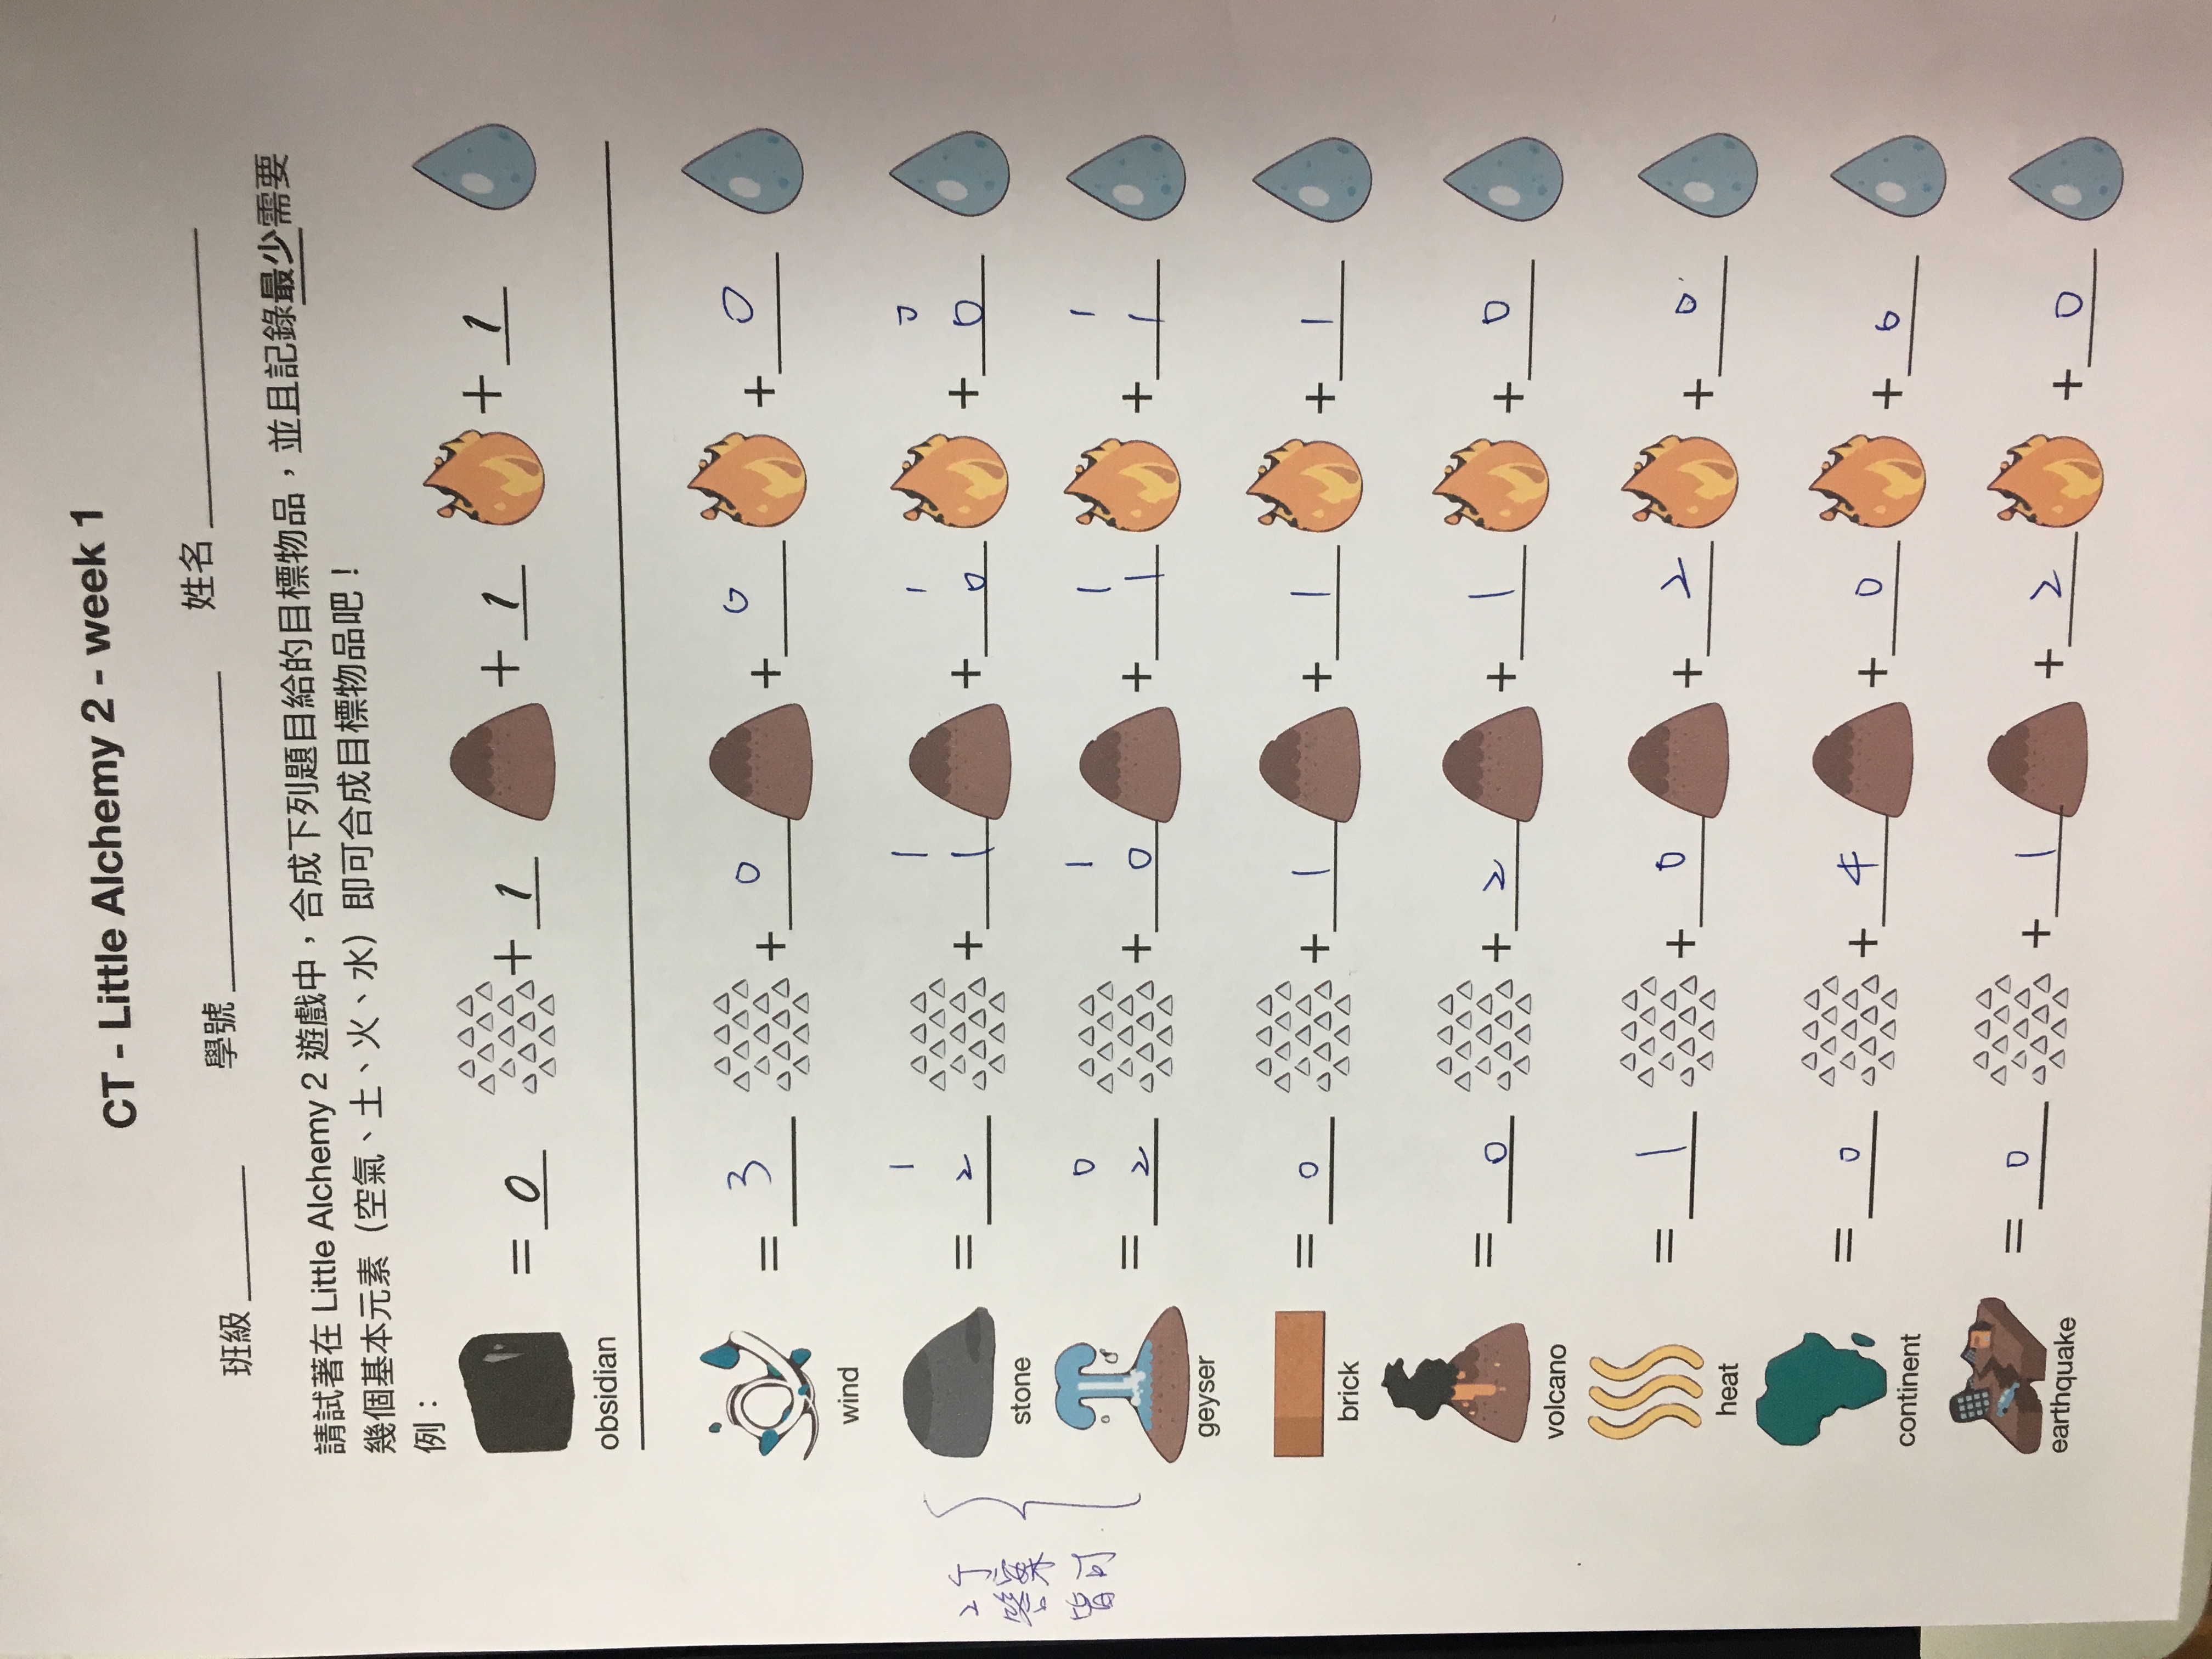 CT - Little Alchemy 2 - week 1
班級 ______ 學號 ______________ 姓名 ______________
請試著在 Little Alchemy 2 遊戲中，合成下列題目給的目標物品，並且記錄最少需要
幾個基本元素（空氣、土、火、水）即可合成目標物品吧！
例：
= 0 + 1 + 1 + 1
obsidian
= 3 + 0 + 0 + 0
wind
2个
答案
皆可
1 1 1 0
= 2 + 1 + 0 + 0
stone
0 1 1 1
= 2 + 0 + 1 + 1
geyser
= 0 + 1 + 1 + 1
brick
= 0 + 2 + 1 + 0
volcano
= 1 + 0 + 2 + 0
heat
= 0 + 4 + 0 + 0
continent
= 0 + 1 + 2 + 0
earthquake